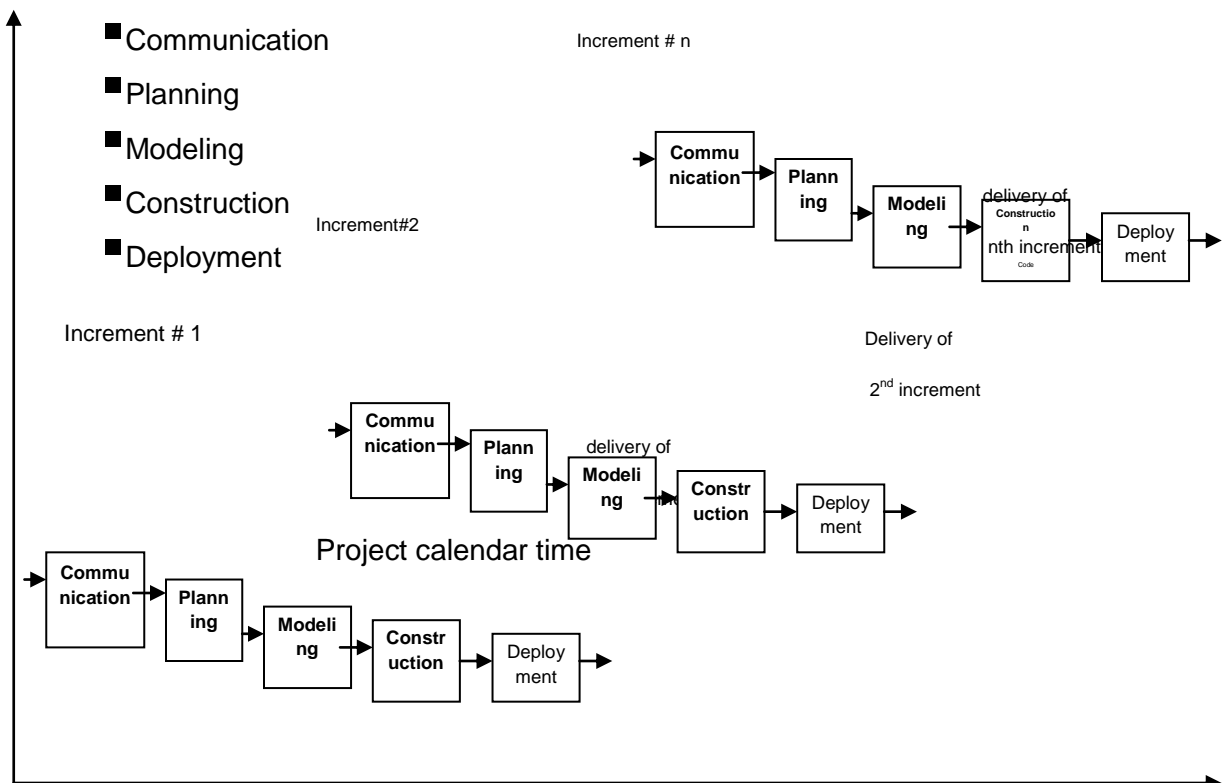 Communication
Planning
Modeling
Construction
Deployment
Increment # n
Commu
nication
Plann
ing
Modeli
ng
delivery of
Constructio
n
nth increment
Code
Deploy
ment
Increment#2
Increment # 1
Delivery of
2nd increment
Commu
nication
Plann
ing
delivery of
Modeli
ng
Constr
uction
Deploy
ment
Project calendar time
Commu
nication
Plann
ing
Modeli
ng
Constr
uction
Deploy
ment